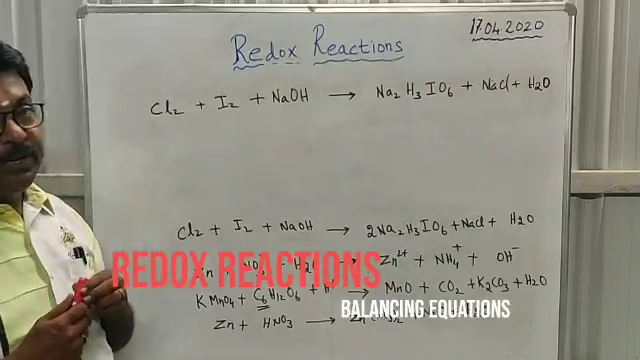 17.04.2020
Redox Reactions
Cl2 + I2 + NaOH → Na2H3IO6 + NaCl + H2O
Cl2 + I2 + NaOH → 2Na2H3IO6 + NaCl + H2O
Zn → Zn²⁺ + NH4⁺ + OH⁻
REDOX REACTIONS
KMnO4 + C6H12O6 + → MnO + CO2 + K2CO3 + H2O
BALANCING EQUATIONS
Zn + HNO3 →